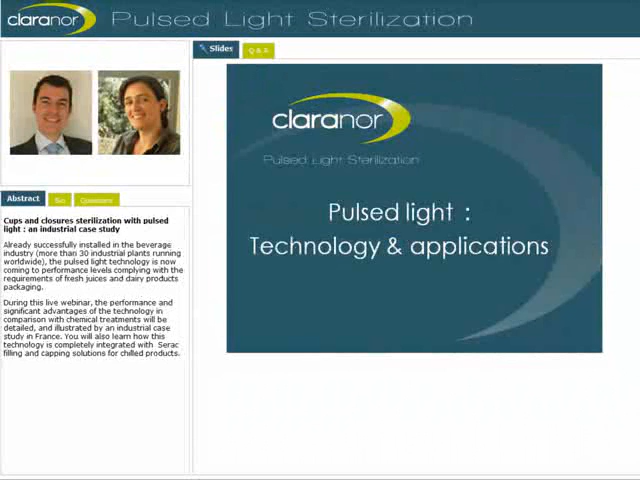 claranor Pulsed Light Sterilization
Slides
Q & A
claranor
Pulsed Light Sterilization
Pulsed light :
Technology & applications
Abstract
Bio
Questions
Cups and closures sterilization with pulsed
light : an industrial case study
Already successfully installed in the beverage
industry (more than 30 industrial plants running
worldwide), the pulsed light technology is now
coming to performance levels complying with the
requirements of fresh juices and dairy products
packaging.
During this live webinar, the performance and
significant advantages of the technology in
comparison with chemical treatments will be
detailed, and illustrated by an industrial case
study in France. You will also learn how this
technology is completely integrated with Serac
filling and capping solutions for chilled products.